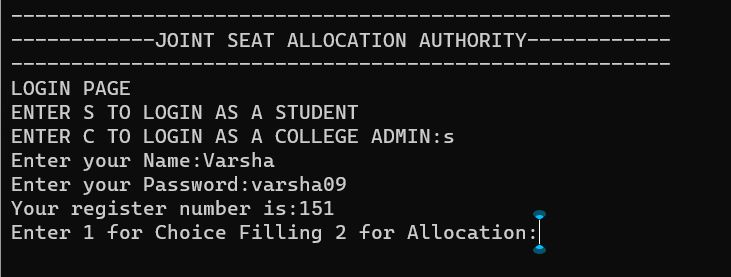 -------------------------------------------------------
------------JOINT SEAT ALLOCATION AUTHORITY------------
-------------------------------------------------------
LOGIN PAGE
ENTER S TO LOGIN AS A STUDENT
ENTER C TO LOGIN AS A COLLEGE ADMIN:s
Enter your Name:Varsha
Enter your Password:varsha09
Your register number is:151
Enter 1 for Choice Filling 2 for Allocation: